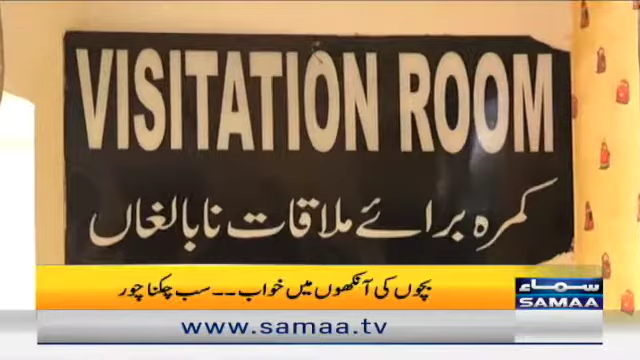 VISITATION ROOM
کمرہ برائے ملاقات نابالغاں
بچوں کی آنکھوں میں خواب ۔۔۔ سب چکنا چور
سماء
SAMAA
www.samaa.tv